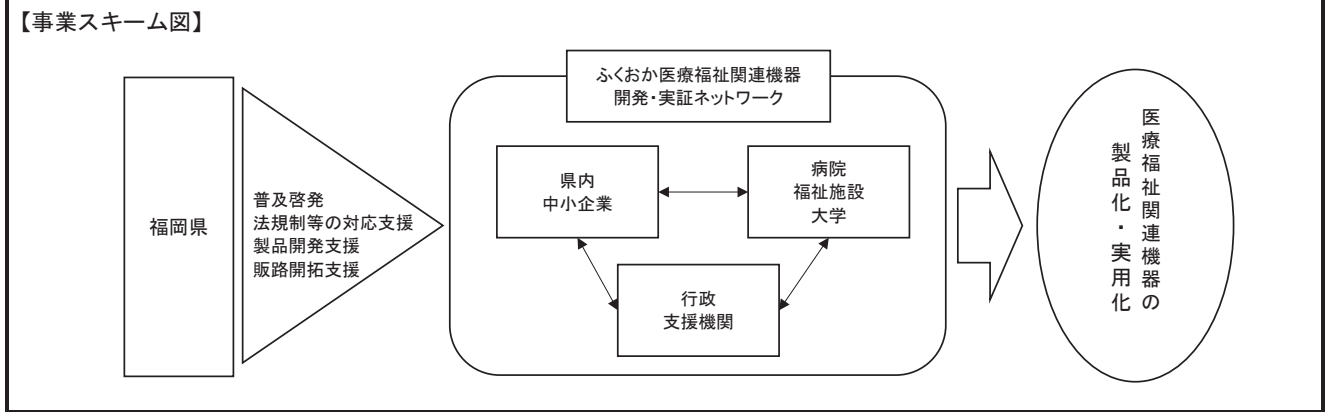 【事業スキーム図】
福岡県
普及啓発
法規制等の対応支援
製品開発支援
販路開拓支援
ふくおか医療福祉関連機器
開発・実証ネットワーク
県内
中小企業
病院
福祉施設
大学
行政
支援機関
医療福祉関連機器の
製品化・実用化